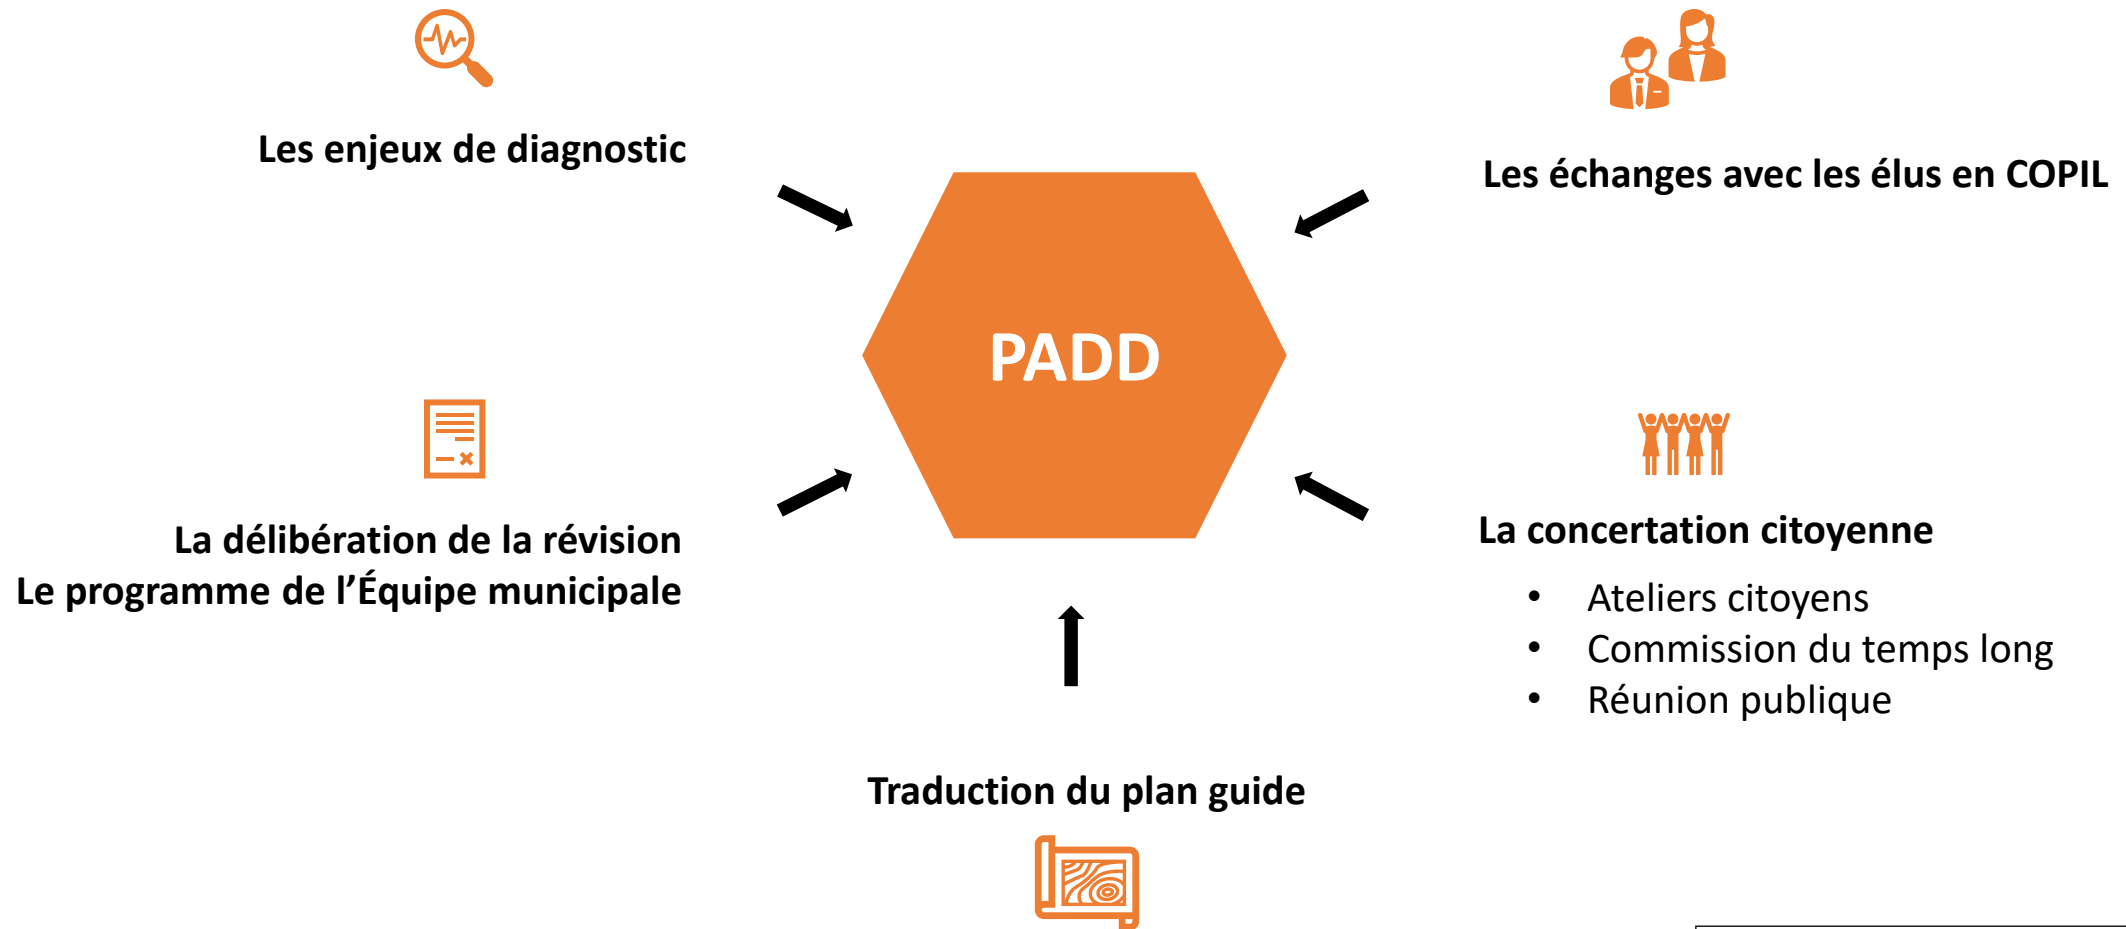 Les enjeux de diagnostic
Les échanges avec les élus en COPIL
PADD
La délibération de la révision
Le programme de l’Équipe municipale
La concertation citoyenne
• Ateliers citoyens
• Commission du temps long
• Réunion publique
Traduction du plan guide